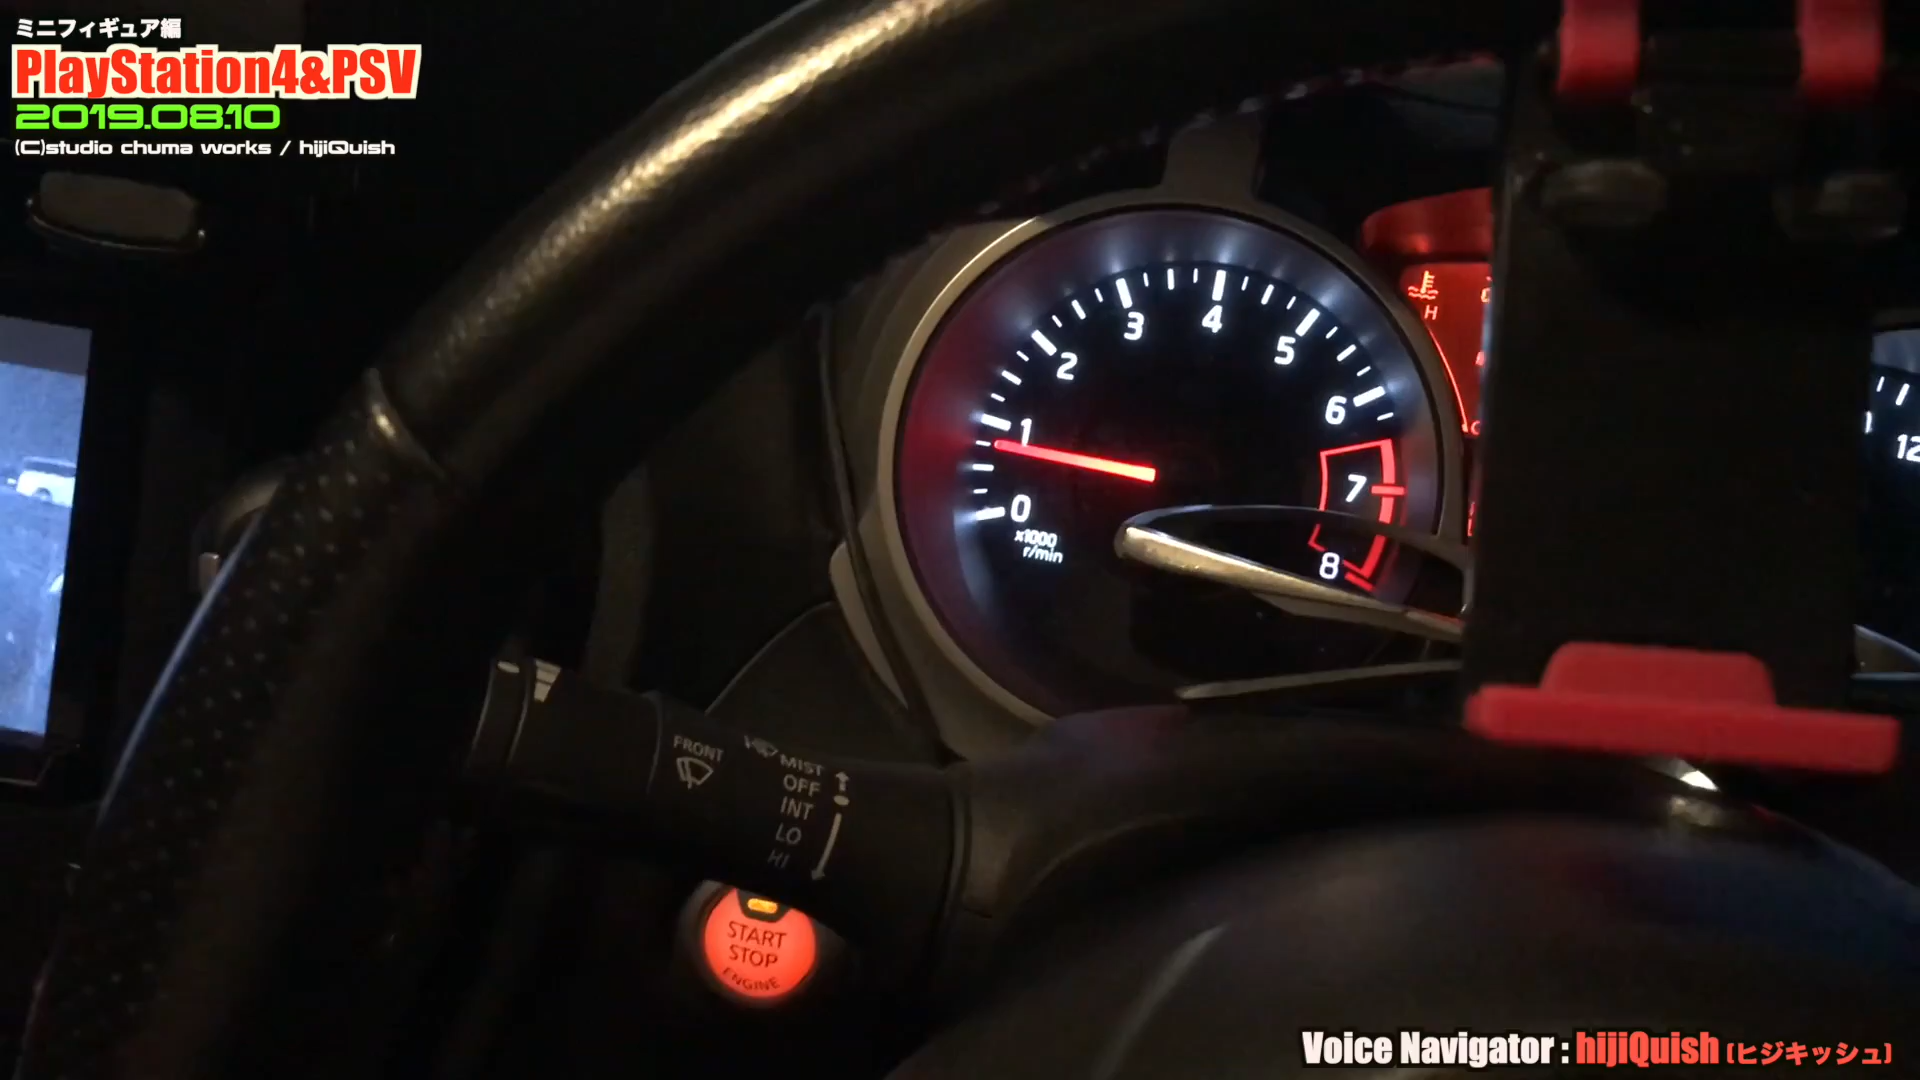 ミニフィギュア編
PlayStation4&PSV
2019.08.10
(C)studio chuma works / hijiQuish
H
0
1
2
3
4
5
6
7
8
x1000
r/min
12
FRONT
MIST
OFF
INT
LO
HI
START
STOP
ENGINE
Voice Navigator : hijiQuish [ヒジキッシュ]